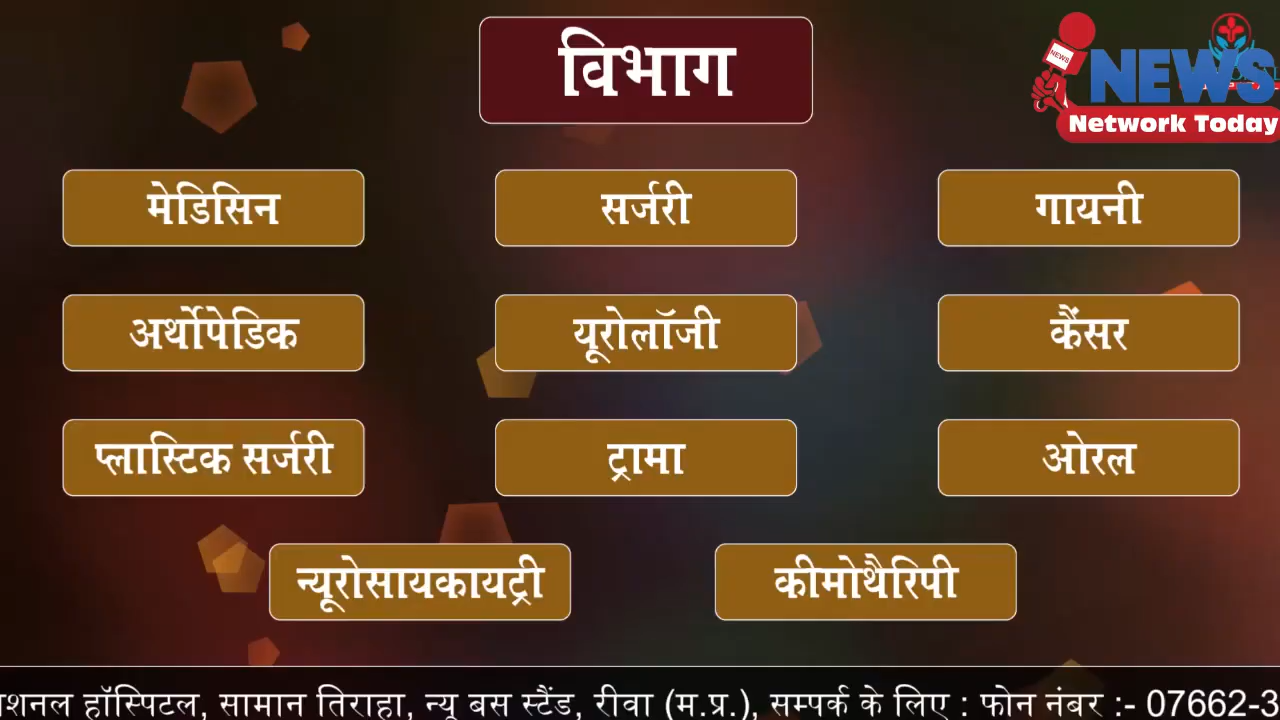 विभाग
NEWS
NEWS
Network Today
मेडिसिन
सर्जरी
गायनी
अर्थोपेडिक
यूरोलॉजी
कैंसर
प्लास्टिक सर्जरी
ट्रामा
ओरल
न्यूरोसायकायट्री
कीमोथैरिपी
हॉस्पिटल, सामान तिराहा, न्यू बस स्टैंड, रीवा (म.प्र.), सम्पर्क के लिए : फोन नंबर :- 07662-3